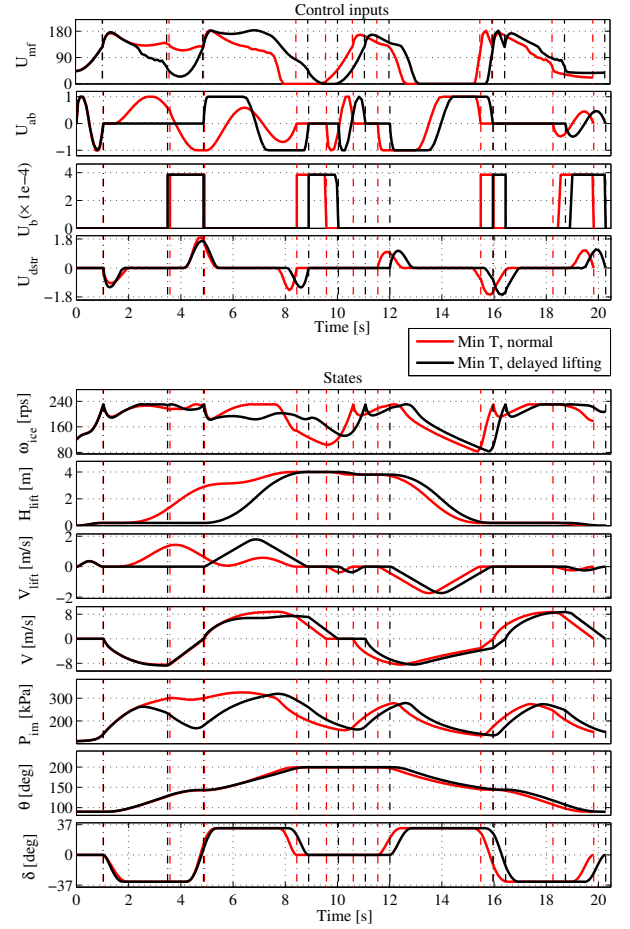 Control inputs
U_mf
180
90
0
U_ab
1
0
−1
U_b (× 1e−4)
4
2
0
U_dstr
1.8
0
−1.8
0 2 4 6 8 10 12 14 16 18 20
Time [s]
Min T, normal
Min T, delayed lifting
States
ω_ice [rps]
240
160
80
H_lift [m]
4
2
0
V_lift [m/s]
2
0
−2
V [m/s]
8
0
−8
P_im [kPa]
300
200
θ [deg]
200
150
100
δ [deg]
37
0
−37
0 2 4 6 8 10 12 14 16 18 20
Time [s]